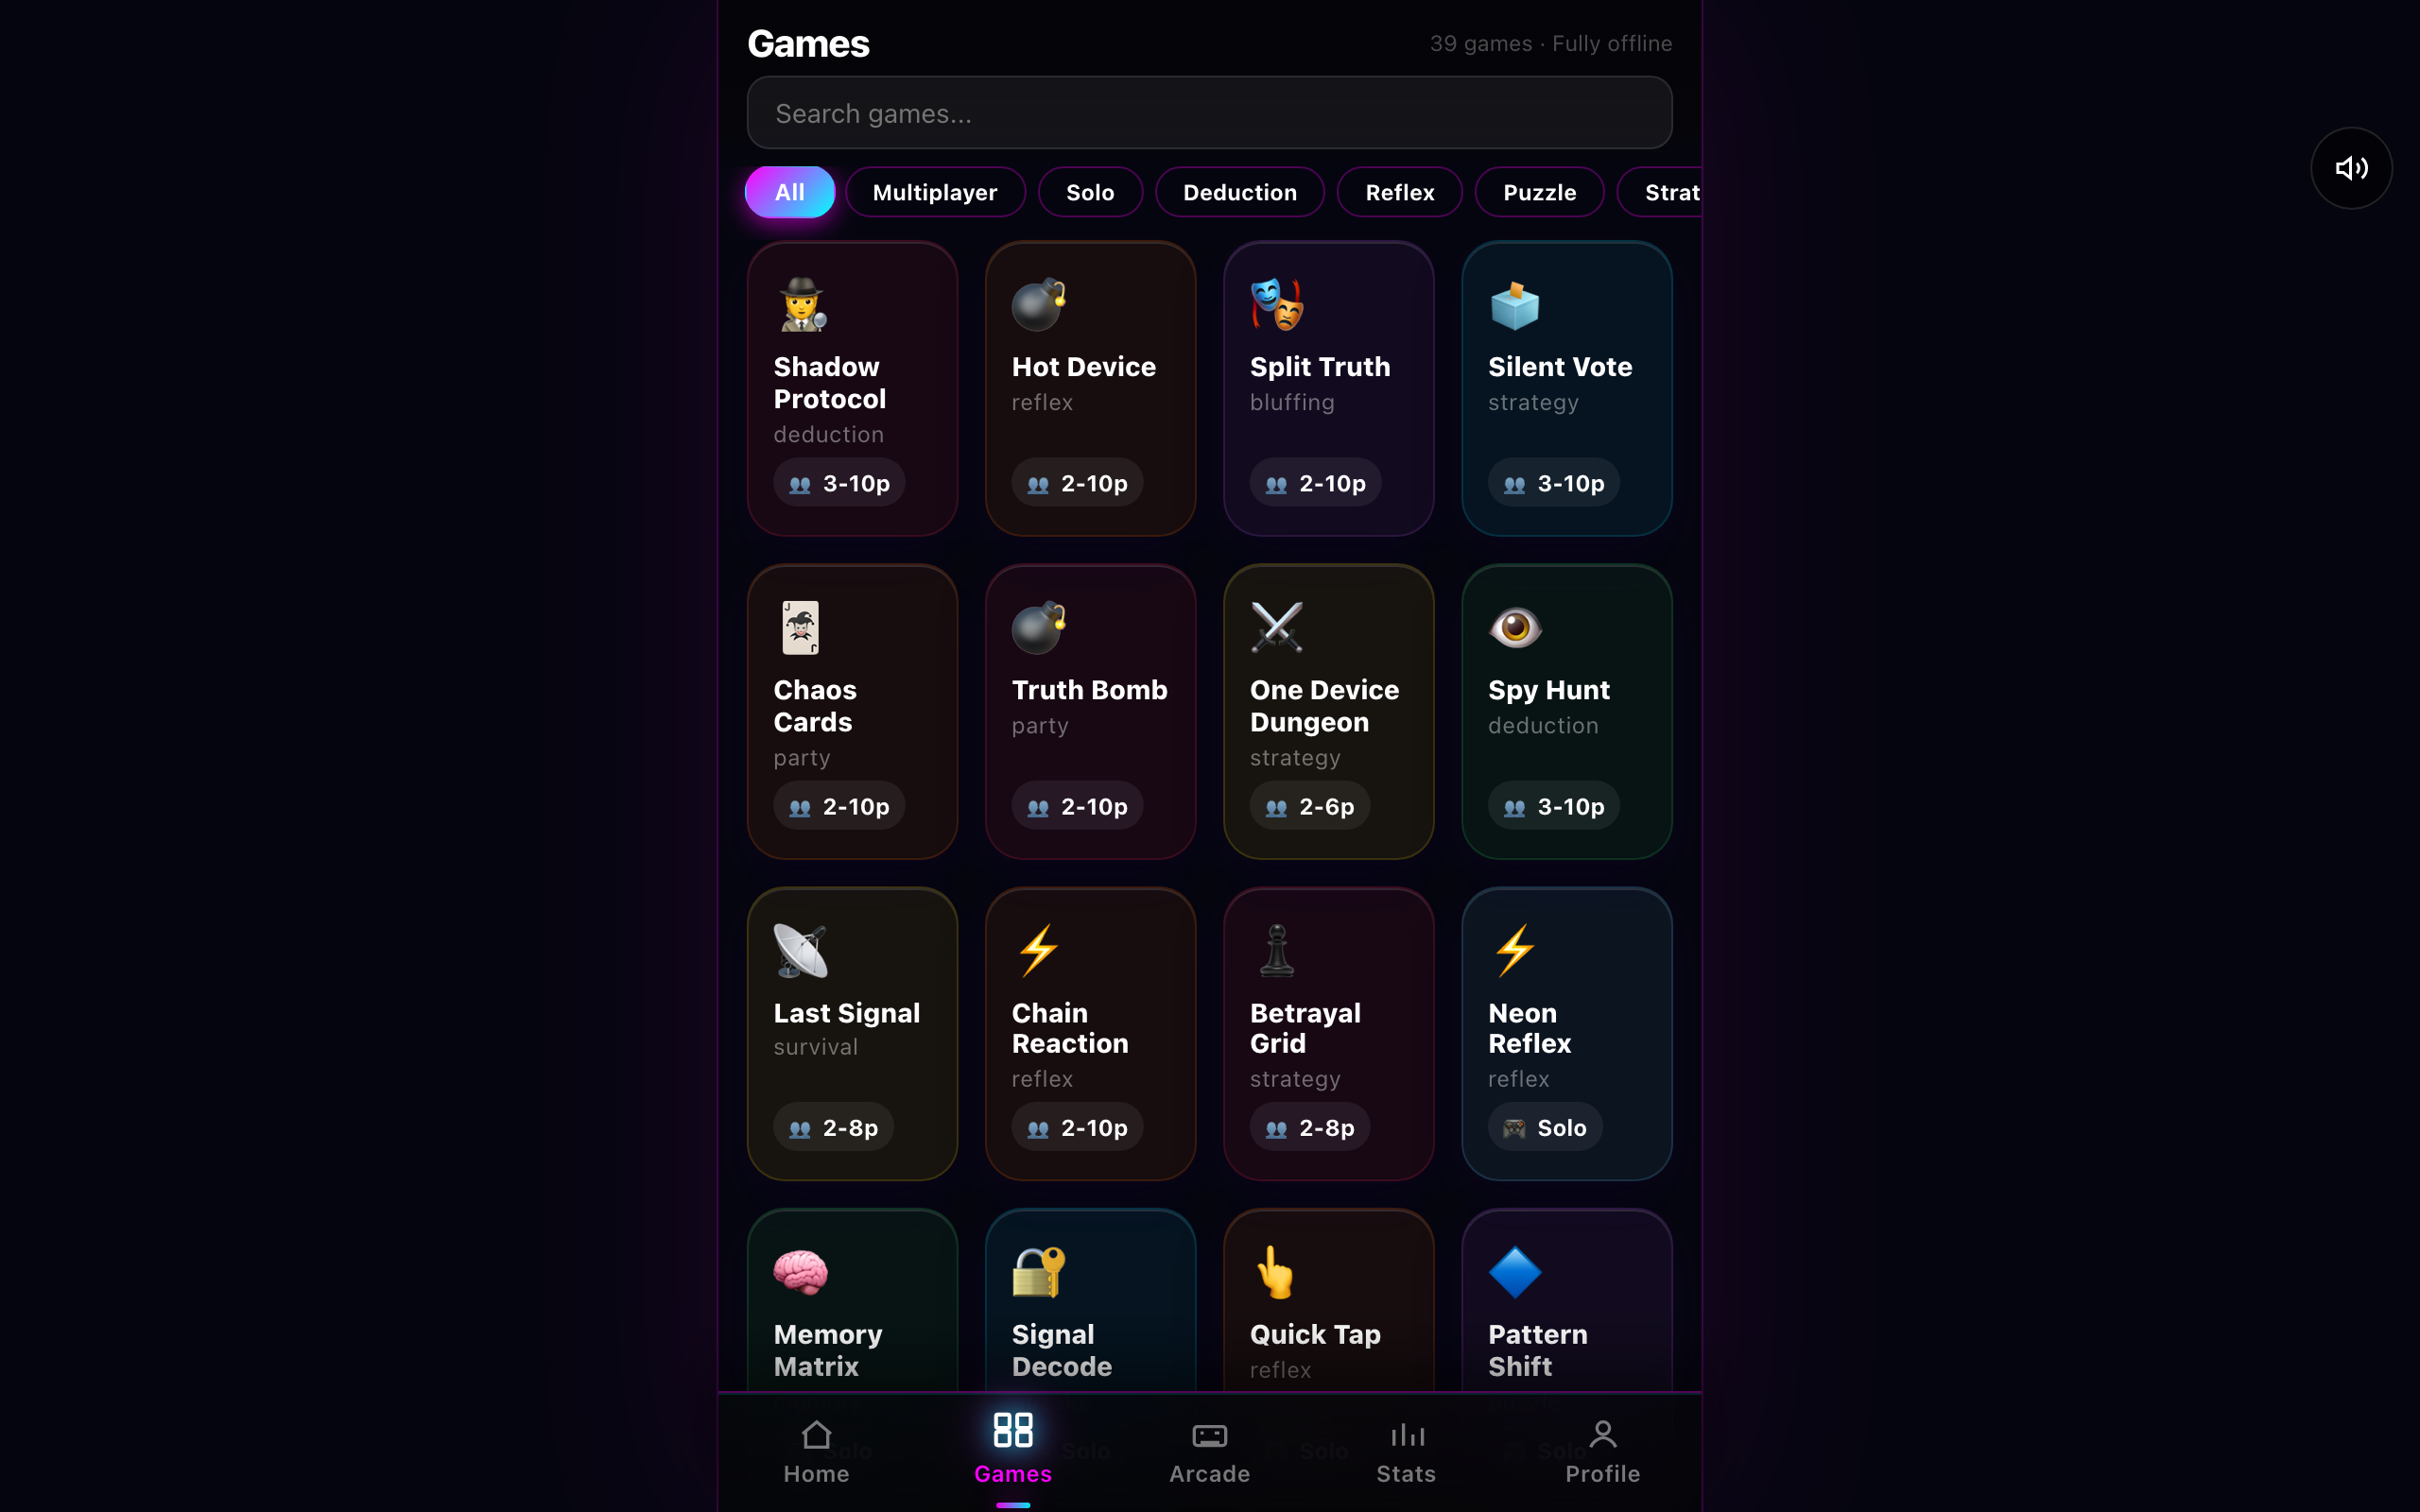 Games
39 games · Fully offline
Search games...
All
Multiplayer
Solo
Deduction
Reflex
Puzzle
Strat
Shadow
Protocol
deduction
3-10p
Hot Device
reflex
2-10p
Split Truth
bluffing
2-10p
Silent Vote
strategy
3-10p
Chaos
Cards
party
2-10p
Truth Bomb
party
2-10p
One Device
Dungeon
strategy
2-6p
Spy Hunt
deduction
3-10p
Last Signal
survival
2-8p
Chain
Reaction
reflex
2-10p
Betrayal
Grid
strategy
2-8p
Neon
Reflex
reflex
Solo
Memory
Matrix
Signal
Decode
Quick Tap
reflex
Pattern
Shift
Solo
Solo
Solo
Solo
Home
Games
Arcade
Stats
Profile